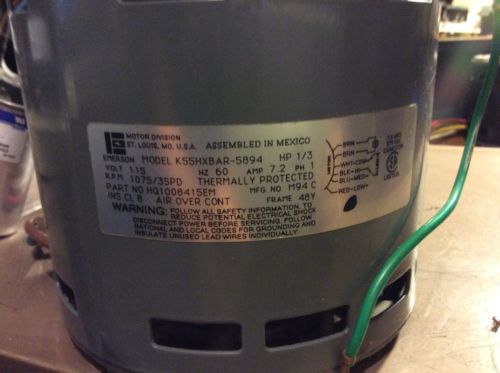 MOTOR DIVISION
ST. LOUIS, MO. U.S.A. ASSEMBLED IN MEXICO
EMERSON MODEL K55HXBAR-5894 HP 1/3
VOLT 115 HZ 60 AMP 7.2 PH 1
R.P.M. 1075/3SPD THERMALLY PROTECTED
PART NO HQ1008415EM MFG. NO. M94 C
INS CL B AIR OVER CONT FRAME 48Y
WARNING: FOLLOW ALL SAFETY INFORMATION. TO
REDUCE POTENTIAL ELECTRICAL SHOCK
DISCONNECT POWER BEFORE SERVICING. FOLLOW
NATIONAL AND LOCAL CODES FOR GROUNDING AND
INSULATE UNUSED LEAD WIRES INDIVIDUALLY.
BRN
BRN
WHT-COM
BLK-HI
BLU-MED
RED-LOW
LISTED